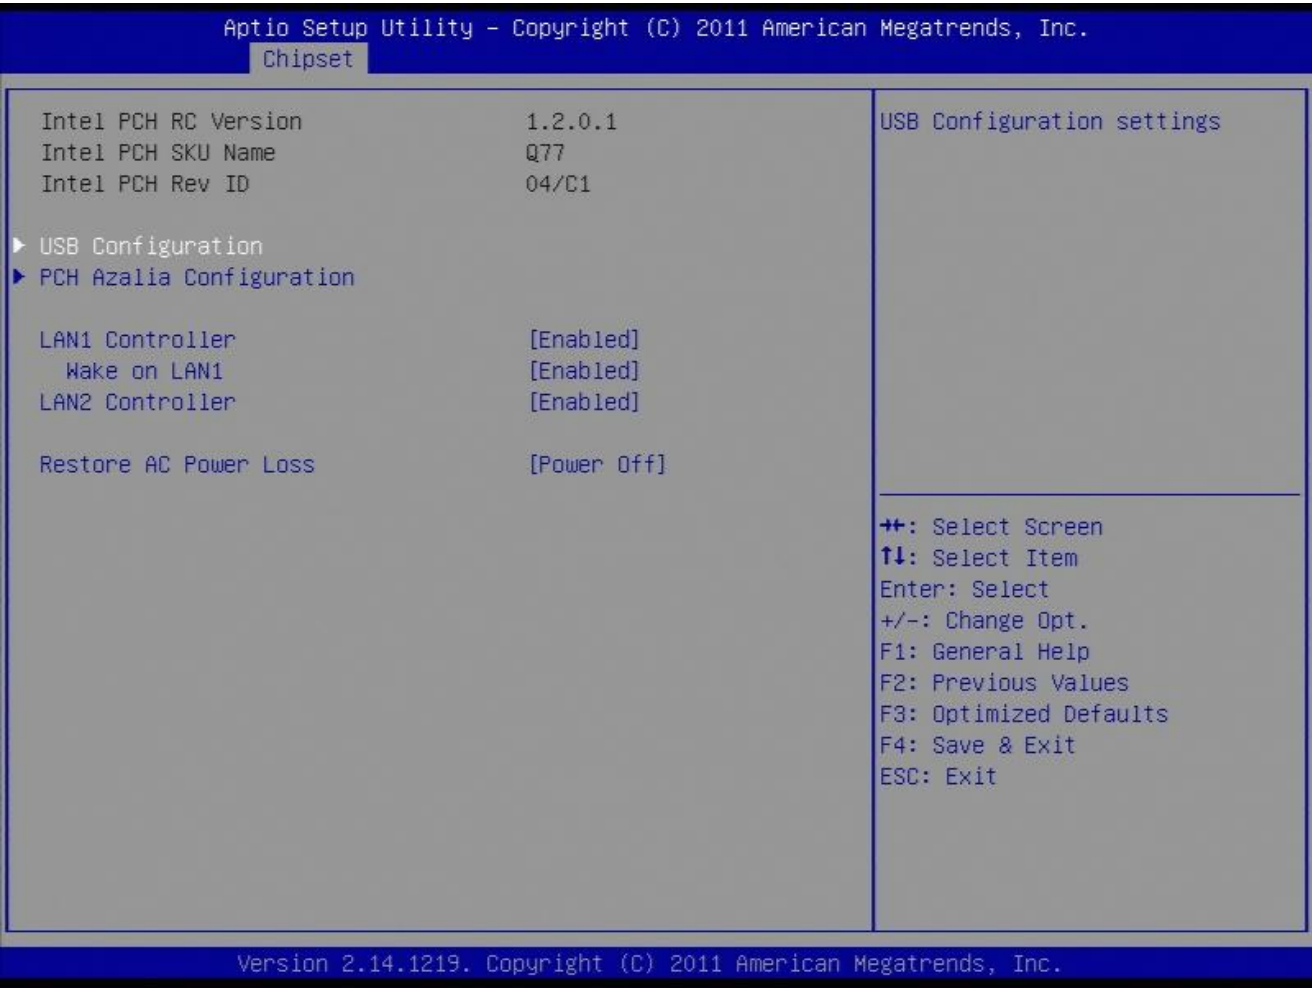 Aptio Setup Utility – Copyright (C) 2011 American Megatrends, Inc.
Chipset
Intel PCH RC Version 1.2.0.1
Intel PCH SKU Name Q77
Intel PCH Rev ID 04/C1
► USB Configuration
► PCH Azalia Configuration
LAN1 Controller [Enabled]
Wake on LAN1 [Enabled]
LAN2 Controller [Enabled]
Restore AC Power Loss [Power Off]
USB Configuration settings
→←: Select Screen
↑↓: Select Item
Enter: Select
+/-: Change Opt.
F1: General Help
F2: Previous Values
F3: Optimized Defaults
F4: Save & Exit
ESC: Exit
Version 2.14.1219. Copyright (C) 2011 American Megatrends, Inc.